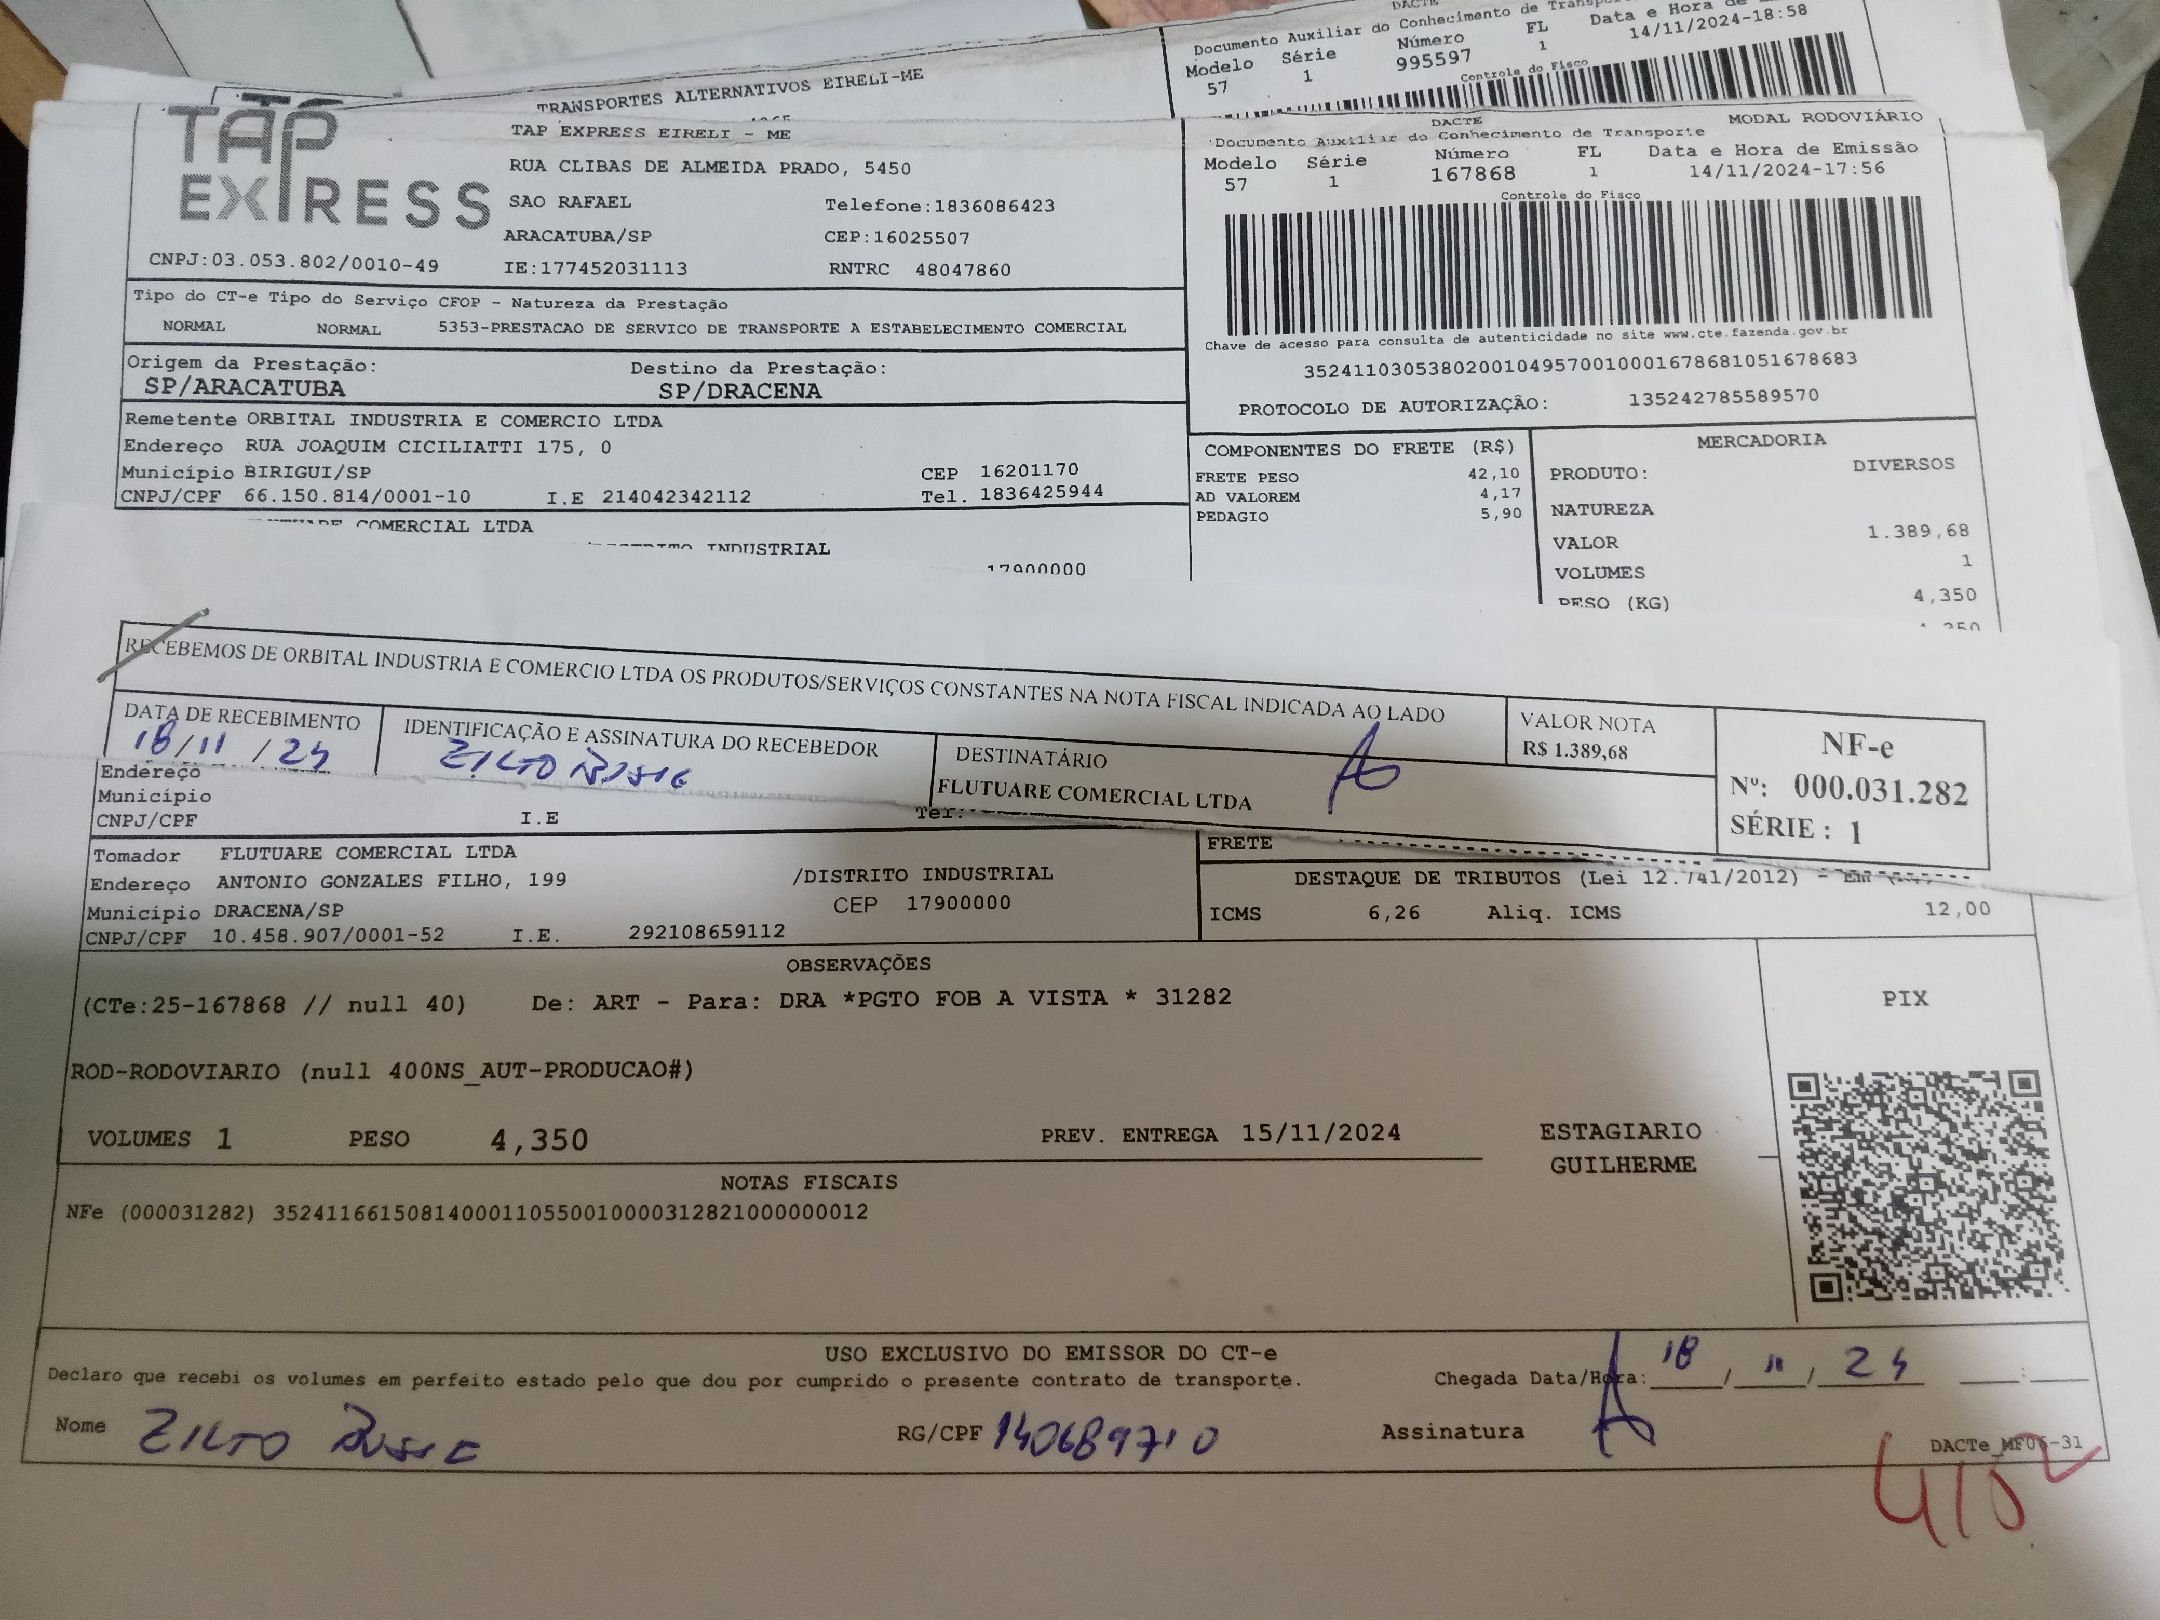 DACTE
Documento Auxiliar do Conhecimento de
Modelo Série Número FL Data e Hora de
57 1 995597 1 14/11/2024-18:58
Controle do Fisco
TRANSPORTES ALTERNATIVOS EIRELI-ME
TAP EXPRESS
TAP EXPRESS EIRELI - ME
RUA CLIBAS DE ALMEIDA PRADO, 5450
SAO RAFAEL Telefone:1836086423
ARACATUBA/SP CEP:16025507
CNPJ:03.053.802/0010-49 IE:177452031113 RNTRC 48047860
DACTE MODAL RODOVIÁRIO
Documento Auxiliar do Conhecimento de Transporte
Modelo Série Número FL Data e Hora de Emissão
57 1 167868 1 14/11/2024-17:56
Controle do Fisco
Chave de acesso para consulta de autenticidade no site www.cte.fazenda.gov.br
35241103053802001049570010001678681051678683
PROTOCOLO DE AUTORIZAÇÃO: 135242785589570
Tipo do CT-e Tipo do Serviço CFOP - Natureza da Prestação
NORMAL NORMAL 5353-PRESTACAO DE SERVICO DE TRANSPORTE A ESTABELECIMENTO COMERCIAL
Origem da Prestação: Destino da Prestação:
SP/ARACATUBA SP/DRACENA
Remetente ORBITAL INDUSTRIA E COMERCIO LTDA
Endereço RUA JOAQUIM CICILIATTI 175, 0
Município BIRIGUI/SP CEP 16201170
CNPJ/CPF 66.150.814/0001-10 I.E 214042342112 Tel. 1836425944
COMERCIAL LTDA
INDUSTRIAL
17900000
COMPONENTES DO FRETE (R$)
FRETE PESO 42,10
AD VALOREM 4,17
PEDAGIO 5,90
MERCADORIA
PRODUTO: DIVERSOS
NATUREZA
VALOR 1.389,68
VOLUMES 1
PESO (KG) 4,350
RECEBEMOS DE ORBITAL INDUSTRIA E COMERCIO LTDA OS PRODUTOS/SERVIÇOS CONSTANTES NA NOTA FISCAL INDICADA AO LADO
DATA DE RECEBIMENTO
18/11/24
IDENTIFICAÇÃO E ASSINATURA DO RECEBEDOR
DESTINATÁRIO
FLUTUARE COMERCIAL LTDA
VALOR NOTA
R$ 1.389,68
NF-e
Nº: 000.031.282
SÉRIE : 1
Endereço
Município
CNPJ/CPF I.E
Tomador FLUTUARE COMERCIAL LTDA
Endereço ANTONIO GONZALES FILHO, 199 /DISTRITO INDUSTRIAL
Município DRACENA/SP CEP 17900000
CNPJ/CPF 10.458.907/0001-52 I.E. 292108659112
FRETE
DESTAQUE DE TRIBUTOS (Lei 12.741/2012)
ICMS 6,26 Aliq. ICMS 12,00
OBSERVAÇÕES
(CTe:25-167868 // null 40) De: ART - Para: DRA *PGTO FOB A VISTA * 31282
ROD-RODOVIARIO (null 400NS_AUT-PRODUCAO#)
PIX
VOLUMES 1 PESO 4,350 PREV. ENTREGA 15/11/2024
ESTAGIARIO
GUILHERME
NOTAS FISCAIS
NFe (000031282) 35241166150814000110550010000312821000000012
USO EXCLUSIVO DO EMISSOR DO CT-e
Declaro que recebi os volumes em perfeito estado pelo que dou por cumprido o presente contrato de transporte. Chegada Data/Hora: 18/11/24
Nome RG/CPF 140689710 Assinatura
DACTe_MF06-31